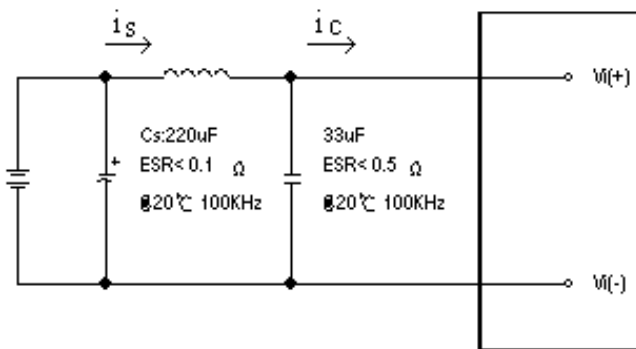 is
ic
Vi(+)
Cs:220uF
ESR<0.1 Ω
20℃ 100KHz
+
33uF
ESR<0.5 Ω
20℃ 100KHz
Vi(-)